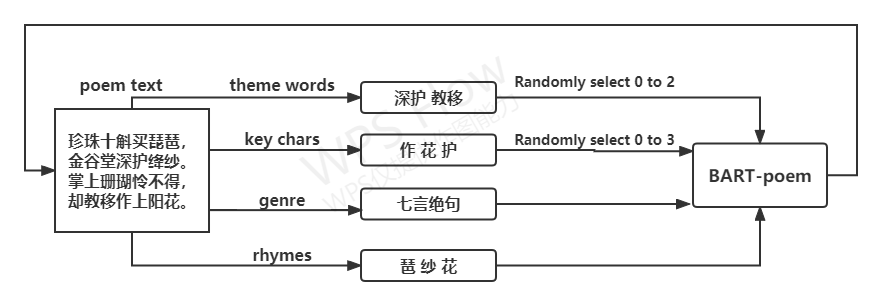 poem text
theme words
深护 教移
Randomly select 0 to 2
珍珠十斛买琵琶，
金谷堂深护绛纱。
掌上珊瑚怜不得，
却教移作上阳花。
key chars
作 花 护
Randomly select 0 to 3
BART-poem
genre
七言绝句
rhymes
琶 纱 花
WPS FLOW